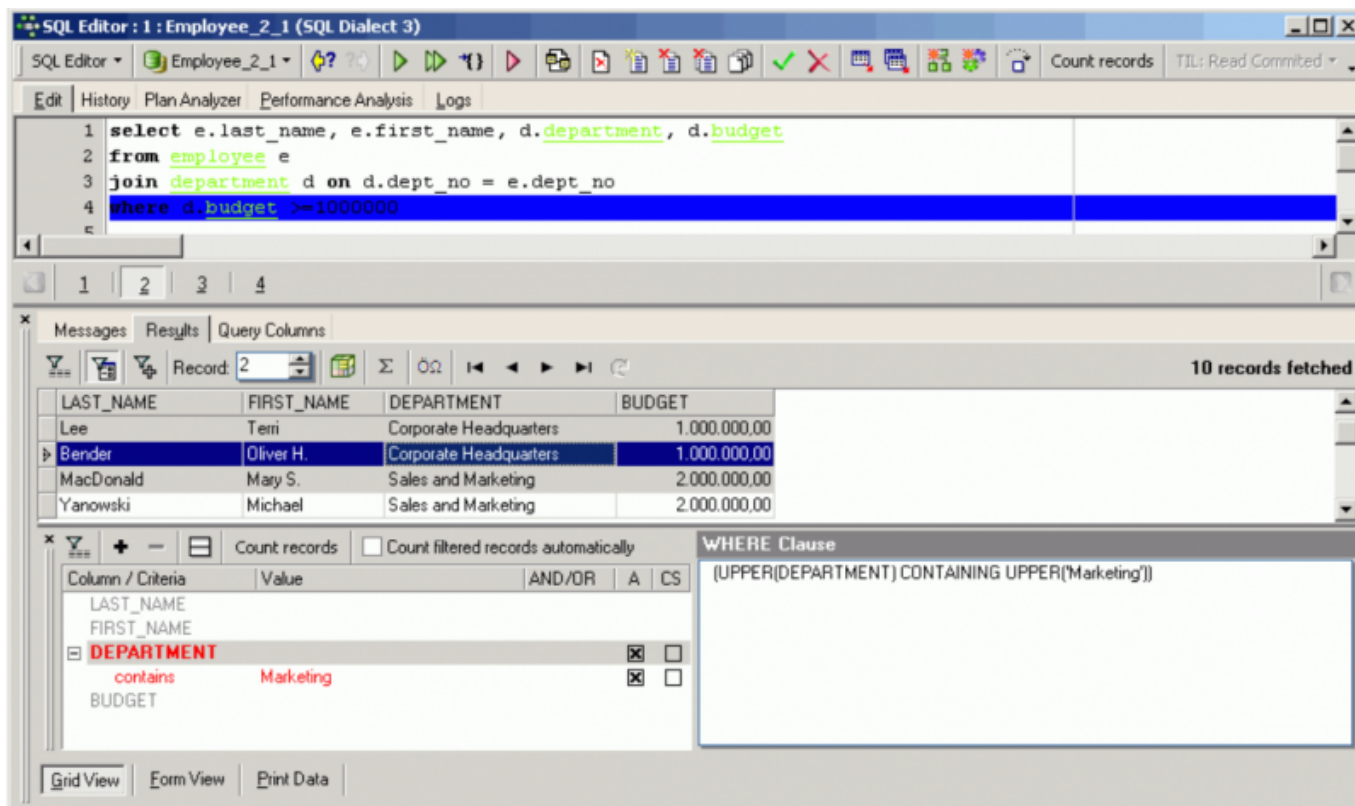 SQL Editor : 1 : Employee_2_1 (SQL Dialect 3)
SQL Editor Employee_2_1 Count records TIL: Read Commited
Edit History Plan Analyzer Performance Analysis Logs
1 select e.last_name, e.first_name, d.department, d.budget
2 from employee e
3 join department d on d.dept_no = e.dept_no
4 where d.budget >=1000000
5
1 2 3 4
Messages Results Query Columns
Record: 2 Σ ÖΩ 10 records fetched
LAST_NAME FIRST_NAME DEPARTMENT BUDGET
Lee Terri Corporate Headquarters 1.000.000,00
Bender Oliver H. Corporate Headquarters 1.000.000,00
MacDonald Mary S. Sales and Marketing 2.000.000,00
Yanowski Michael Sales and Marketing 2.000.000,00
Count records Count filtered records automatically WHERE Clause
Column / Criteria Value AND/OR A CS (UPPER(DEPARTMENT) CONTAINING UPPER('Marketing'))
LAST_NAME
FIRST_NAME
DEPARTMENT
contains Marketing
BUDGET
Grid View Form View Print Data